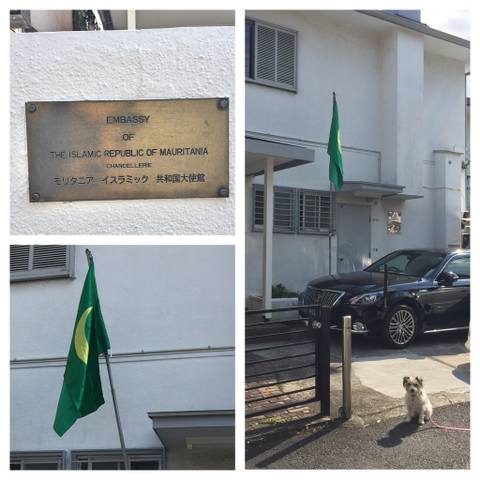 EMBASSY
OF
THE ISLAMIC REPUBLIC OF MAURITANIA
CHANCELLERIE
モリタニア イスラミック 共和国大使館